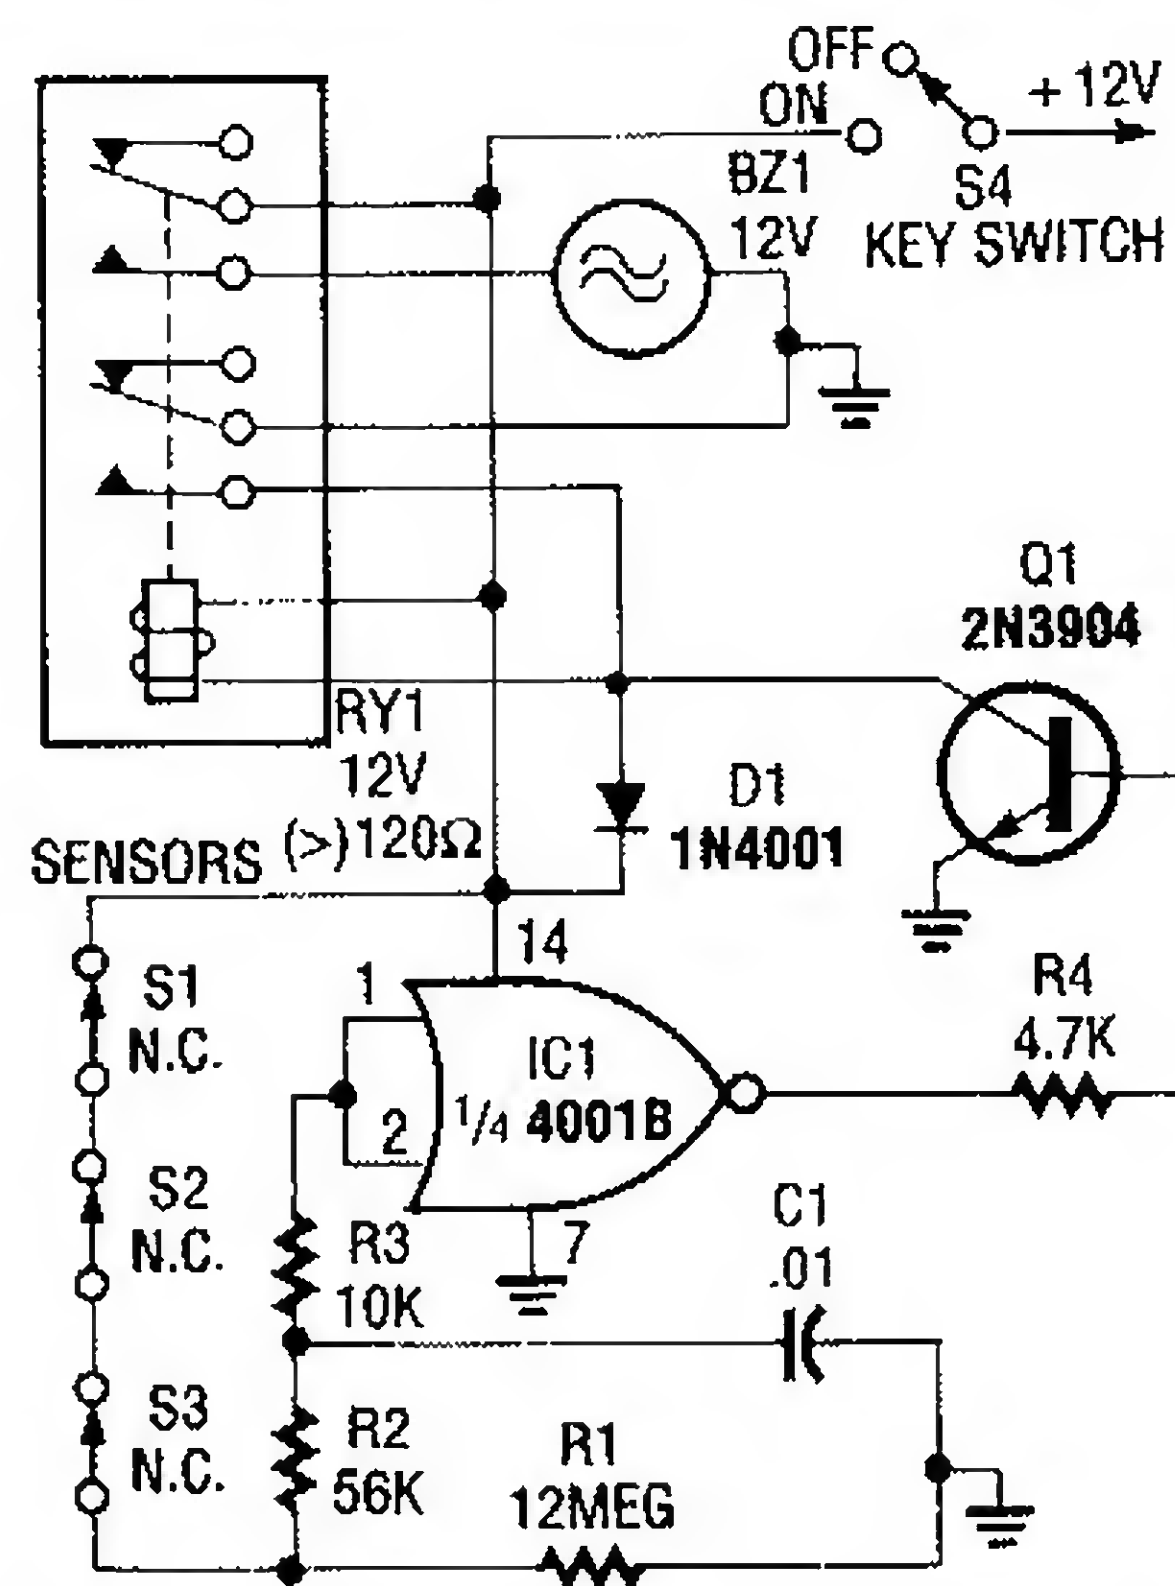 OFF
ON
+12V
BZ1
12V
S4
KEY SWITCH
Q1
2N3904
RY1
12V
(>)120Ω
D1
1N4001
SENSORS
14
1
S1
N.C.
IC1
1/4 4001B
2
R4
4.7K
S2
N.C.
R3
10K
7
C1
.01
S3
N.C.
R2
56K
R1
12MEG